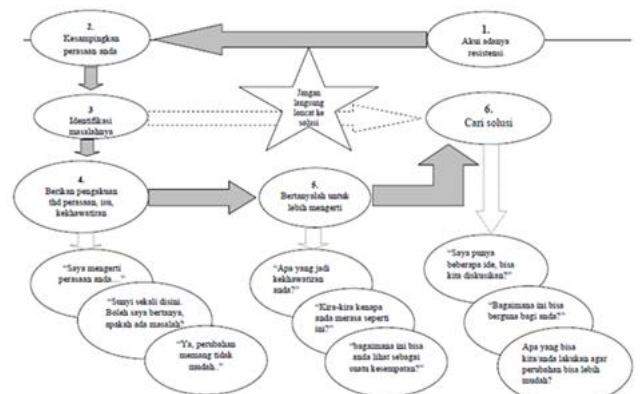 2.
Kesampingkan
perasaan anda
1.
Akui adanya
resistensi
Jangan
langsung
loncat ke
solusi
3
Identifikasi
masalahnya
6.
Cari solusi
4.
Berikan pengakuan
thd perasaan, isu,
kekhawatiran
5.
Bertanyalah untuk
lebih mengerti
"Saya mengerti
perasaan anda..."
"Sunyi sekali disini.
Boleh saya bertanya,
apakah ada masalah?
"Ya, perubahan
memang tidak
mudah.."
"Apa yang jadi
kekhawatiran
anda?"
"Kira-kira kenapa
anda merasa seperti
ini?"
"bagaimana ini bisa
anda lihat sebagai
suatu kesempatan?"
"Saya punya
beberapa ide, bisa
kita diskusikan?"
"Bagaimana ini bisa
berguna bagi anda?"
Apa yang bisa
kita/anda lakukan agar
perubahan bisa lebih
mudah?